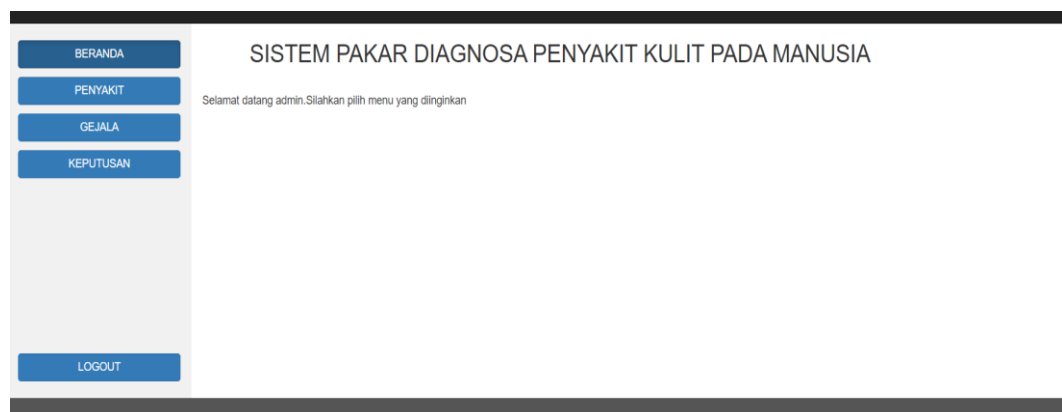 BERANDA
PENYAKIT
GEJALA
KEPUTUSAN
LOGOUT
SISTEM PAKAR DIAGNOSA PENYAKIT KULIT PADA MANUSIA
Selamat datang admin.Silahkan pilih menu yang diinginkan